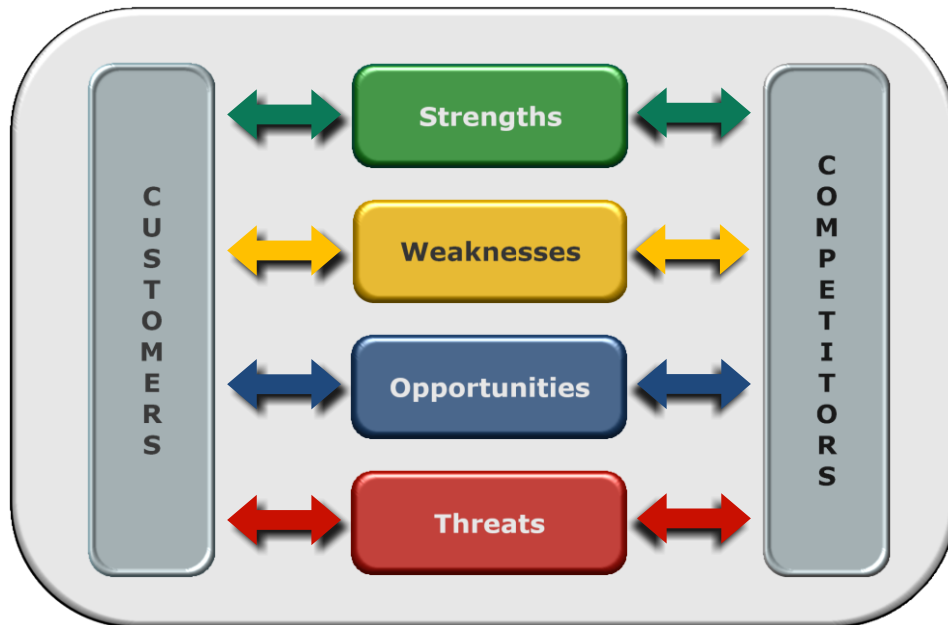 CUSTOMERS
Strengths
Weaknesses
Opportunities
Threats
COMPETITORS